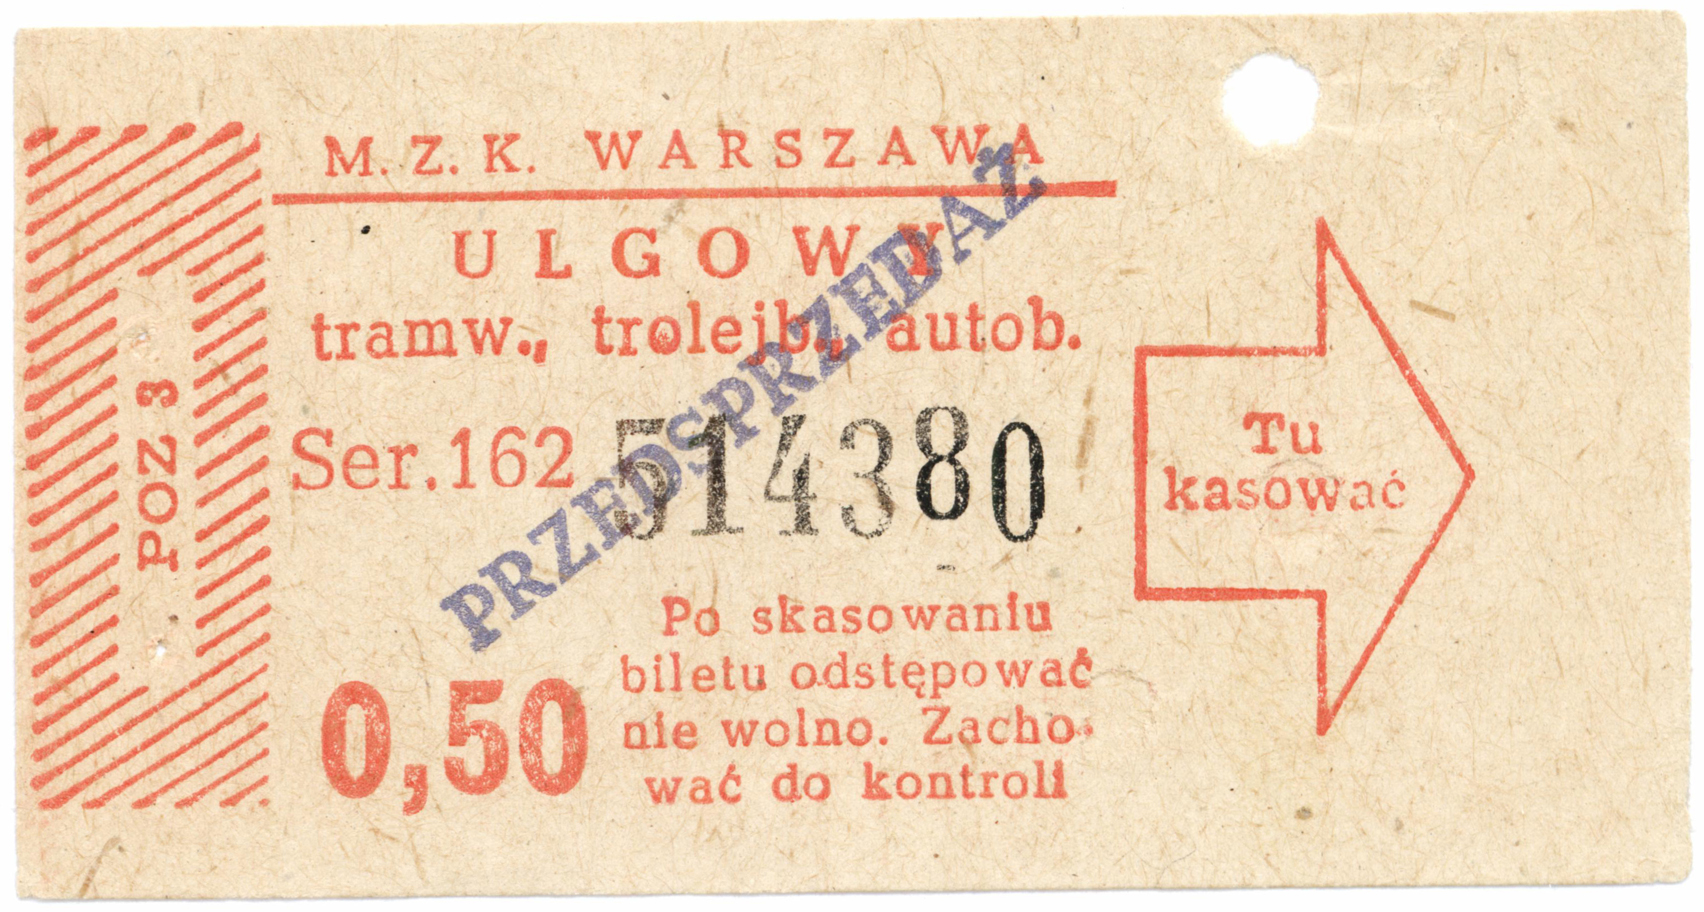 M. Z. K. WARSZAWA
ULGOWY
tramw., trolejb., autob.
Ser.162 514380
PRZEDSPRZEDAŻ
POZ 3
0,50
Po skasowaniu
biletu odstępować
nie wolno. Zacho-
wać do kontroli
Tu
kasować